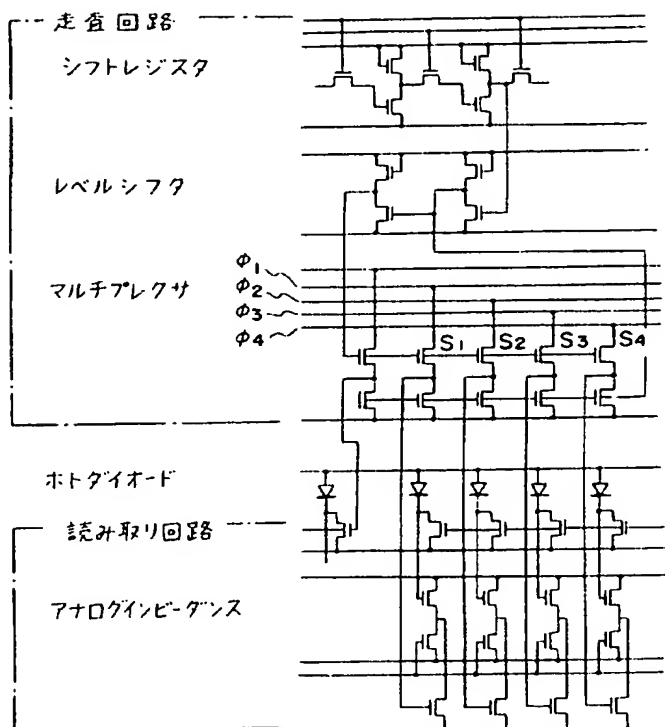 走査回路
シフトレジスタ
レベルシフタ
マルチプレクサ
φ1
φ2
φ3
φ4
S1 S2 S3 S4
ホトダイオード
読み取り回路
アナログインピーダンス